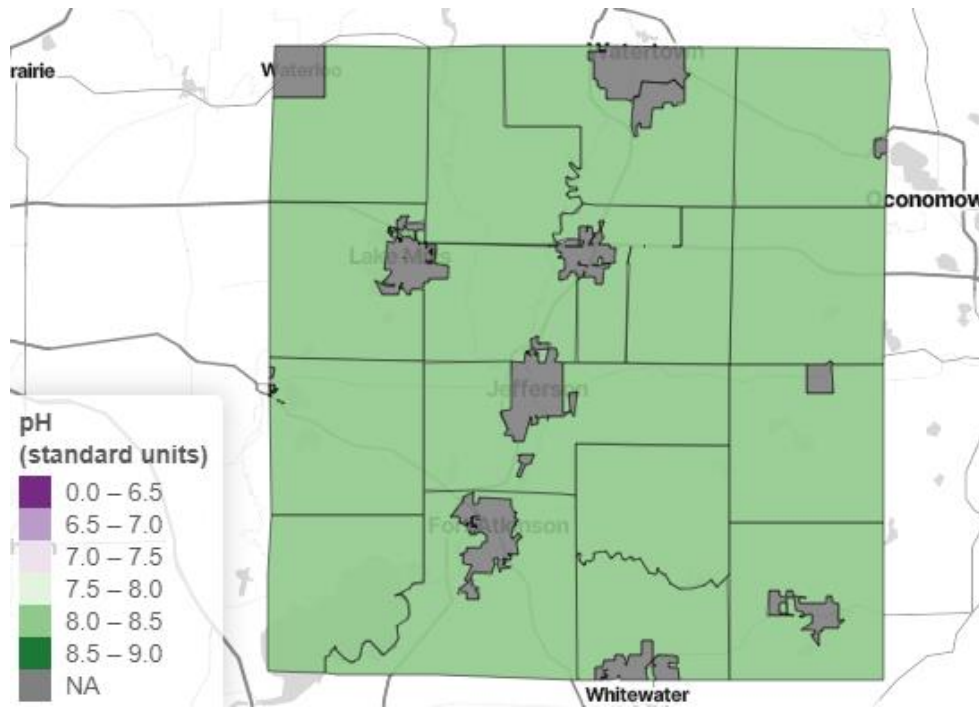 Watertown
rairie
Waterloo
Oconomow
Lake Mills
Jefferson
pH
(standard units)
0.0 – 6.5
6.5 – 7.0
7.0 – 7.5
7.5 – 8.0
8.0 – 8.5
8.5 – 9.0
NA
Fort Atkinson
Whitewater